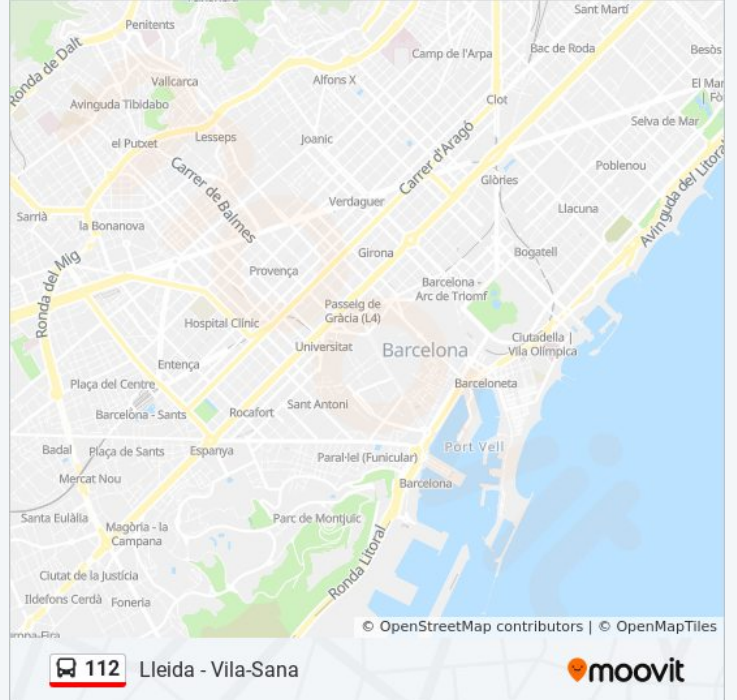 Sant Martí
Penitents
Ronda de Dalt
Camp de l'Arpa
Bac de Roda
Besòs
Vallcarca
Alfons X
El Mar
| Fò
Avinguda Tibidabo
Clot
Selva de Mar
el Putxet
Lesseps
Joanic
Carrer d'Aragó
Poblenou
Carrer de Balmes
Glòries
Avinguda del Litoral
Verdaguer
Llacuna
Sarrià
la Bonanova
Girona
Bogatell
Ronda del Mig
Provença
Barcelona -
Arc de Triomf
Passeig de
Gràcia (L4)
Hospital Clínic
Universitat
Barcelona
Ciutadella |
Vila Olímpica
Entença
Plaça del Centre
Barceloneta
Barcelona - Sants
Rocafort
Sant Antoni
Badal
Plaça de Sants
Espanya
Paral·lel (Funicular)
Port Vell
Mercat Nou
Barcelona
Santa Eulàlia
Magòria - la
Campana
Parc de Montjuïc
Ronda Litoral
Ciutat de la Justícia
Ildefons Cerdà
Foneria
© OpenStreetMap contributors | © OpenMapTiles
112
Lleida - Vila-Sana
moovit